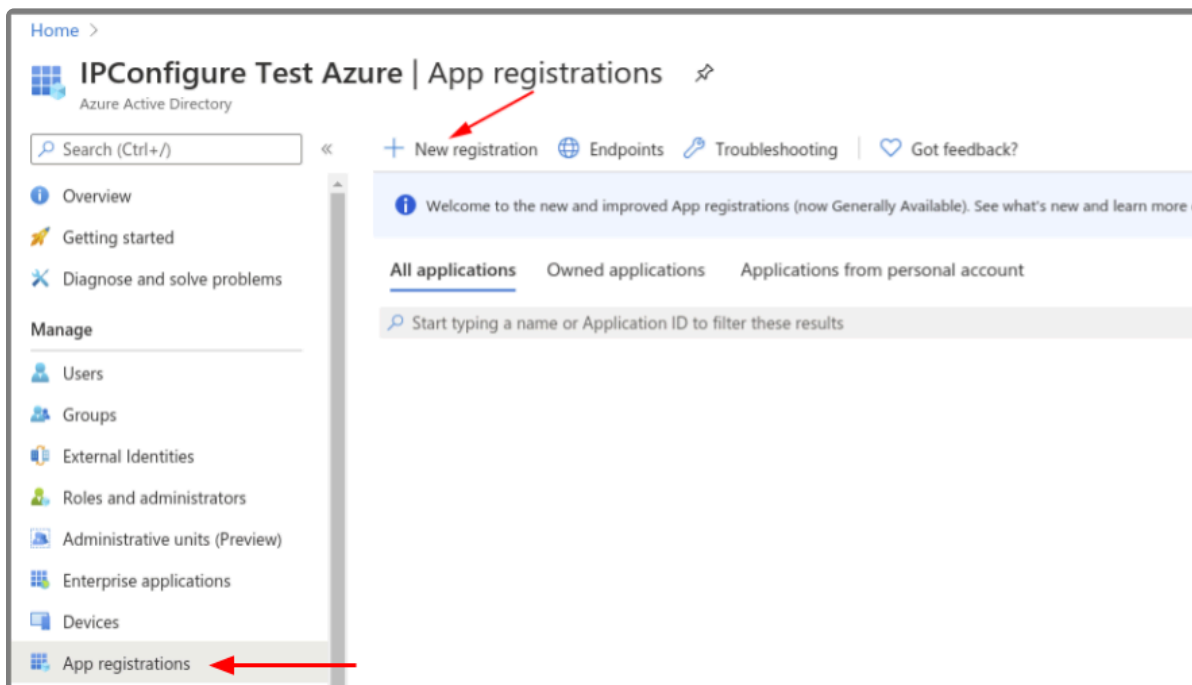 Home >
IPConfigure Test Azure | App registrations
Azure Active Directory
Search (Ctrl+/)
«
Overview
Getting started
Diagnose and solve problems
Manage
Users
Groups
External Identities
Roles and administrators
Administrative units (Preview)
Enterprise applications
Devices
App registrations
+ New registration Endpoints Troubleshooting Got feedback?
Welcome to the new and improved App registrations (now Generally Available). See what's new and learn more
All applications Owned applications Applications from personal account
Start typing a name or Application ID to filter these results